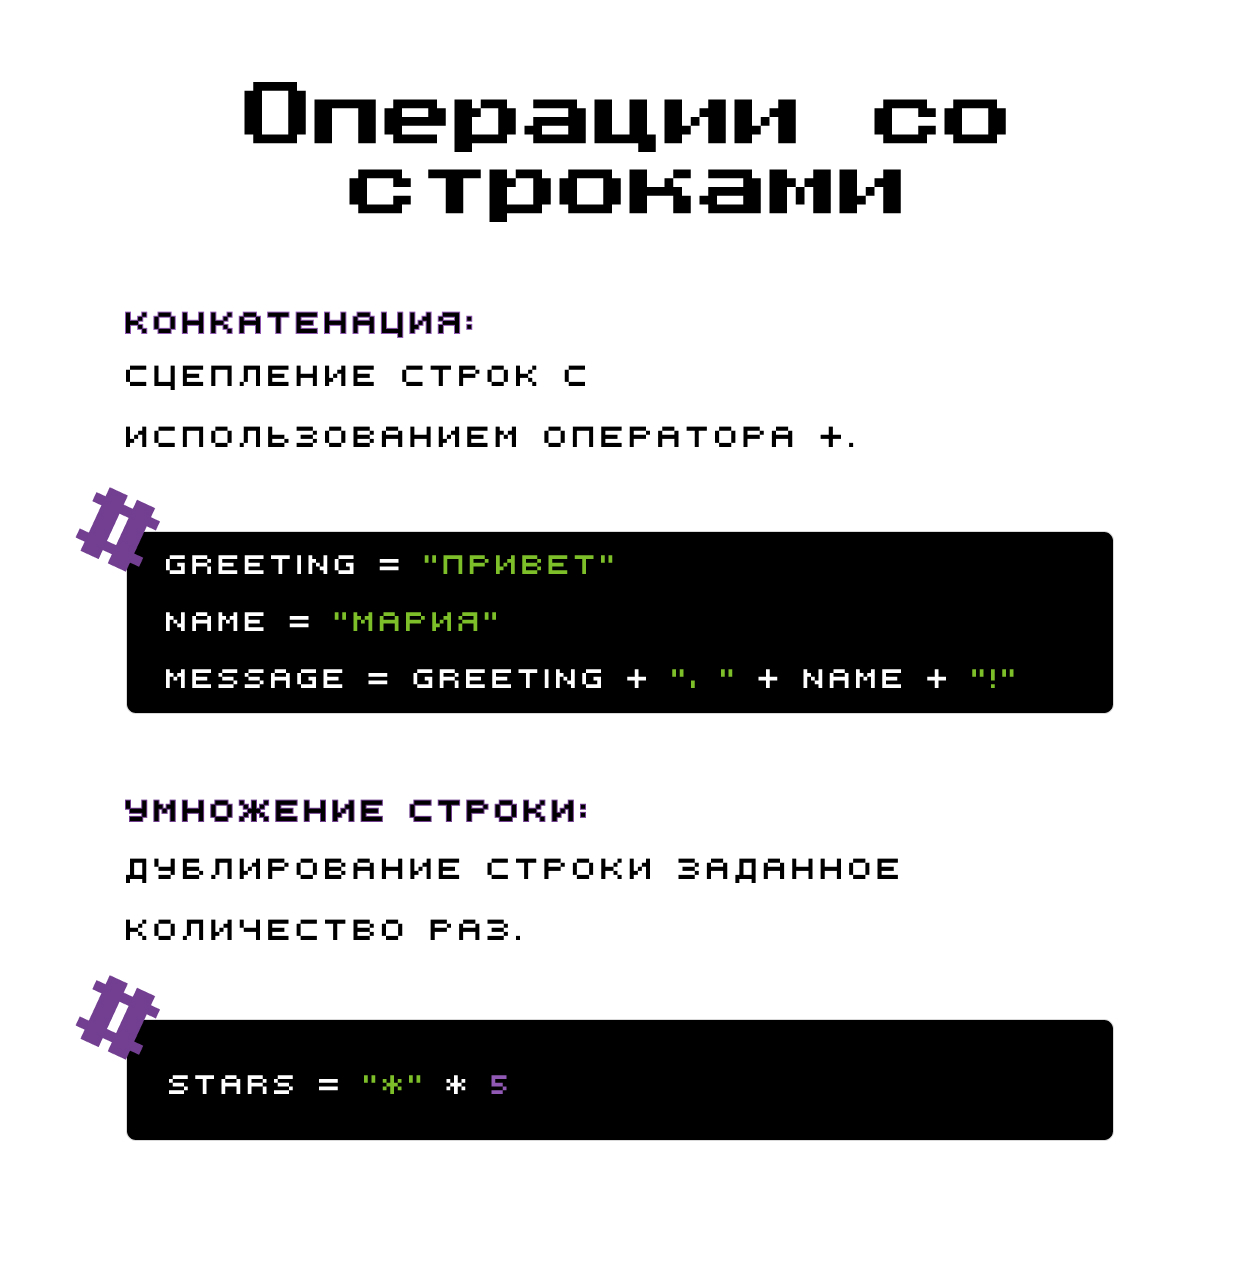 Операции со
строками
КОНКАТЕНАЦИЯ:
СЦЕПЛЕНИЕ СТРОК С
ИСПОЛЬЗОВАНИЕМ ОПЕРАТОРА +.
#
GREETING = "ПРИВЕТ"
NAME = "МАРИЯ"
MESSAGE = GREETING + ", " + NAME + "!"
УМНОЖЕНИЕ СТРОКИ:
ДУБЛИРОВАНИЕ СТРОКИ ЗАДАННОЕ
КОЛИЧЕСТВО РАЗ.
#
STARS = "*" * 5